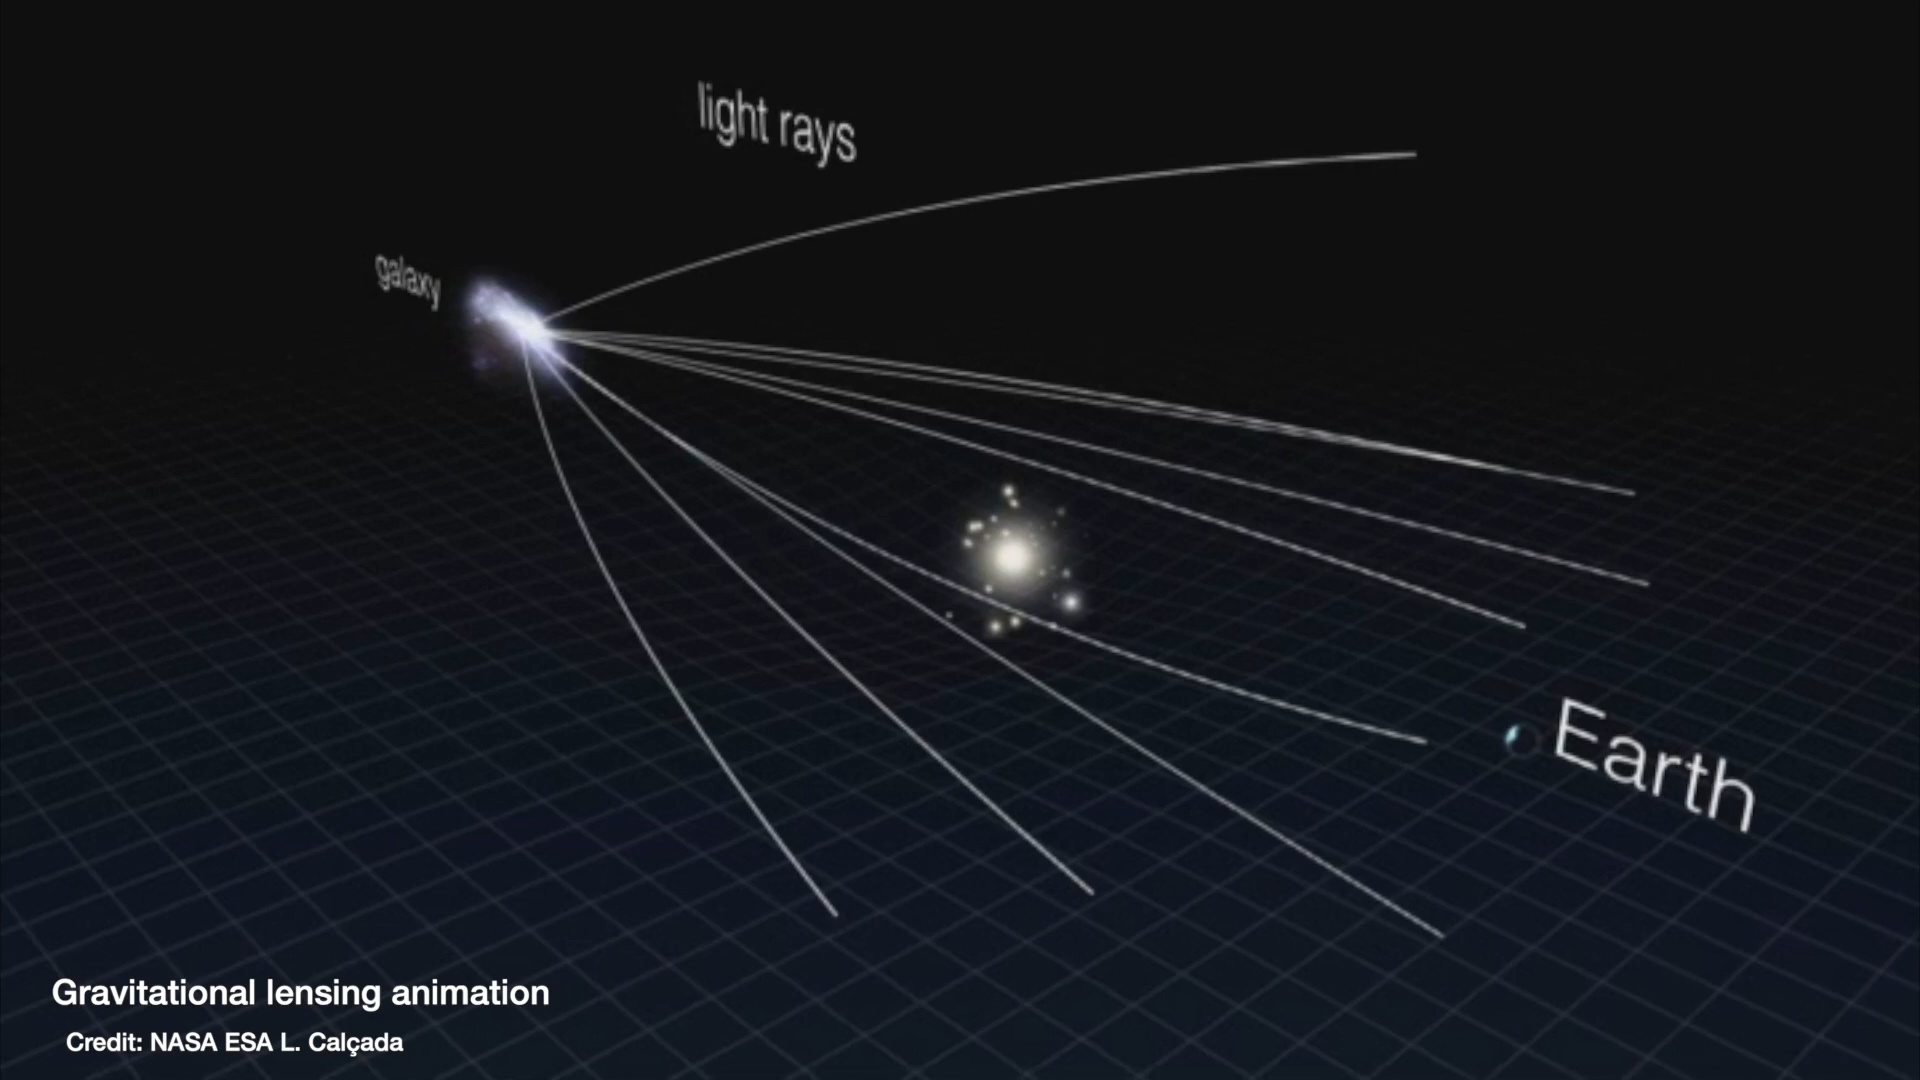 light rays
galaxy
Earth
Gravitational lensing animation
Credit: NASA ESA L. Calçada